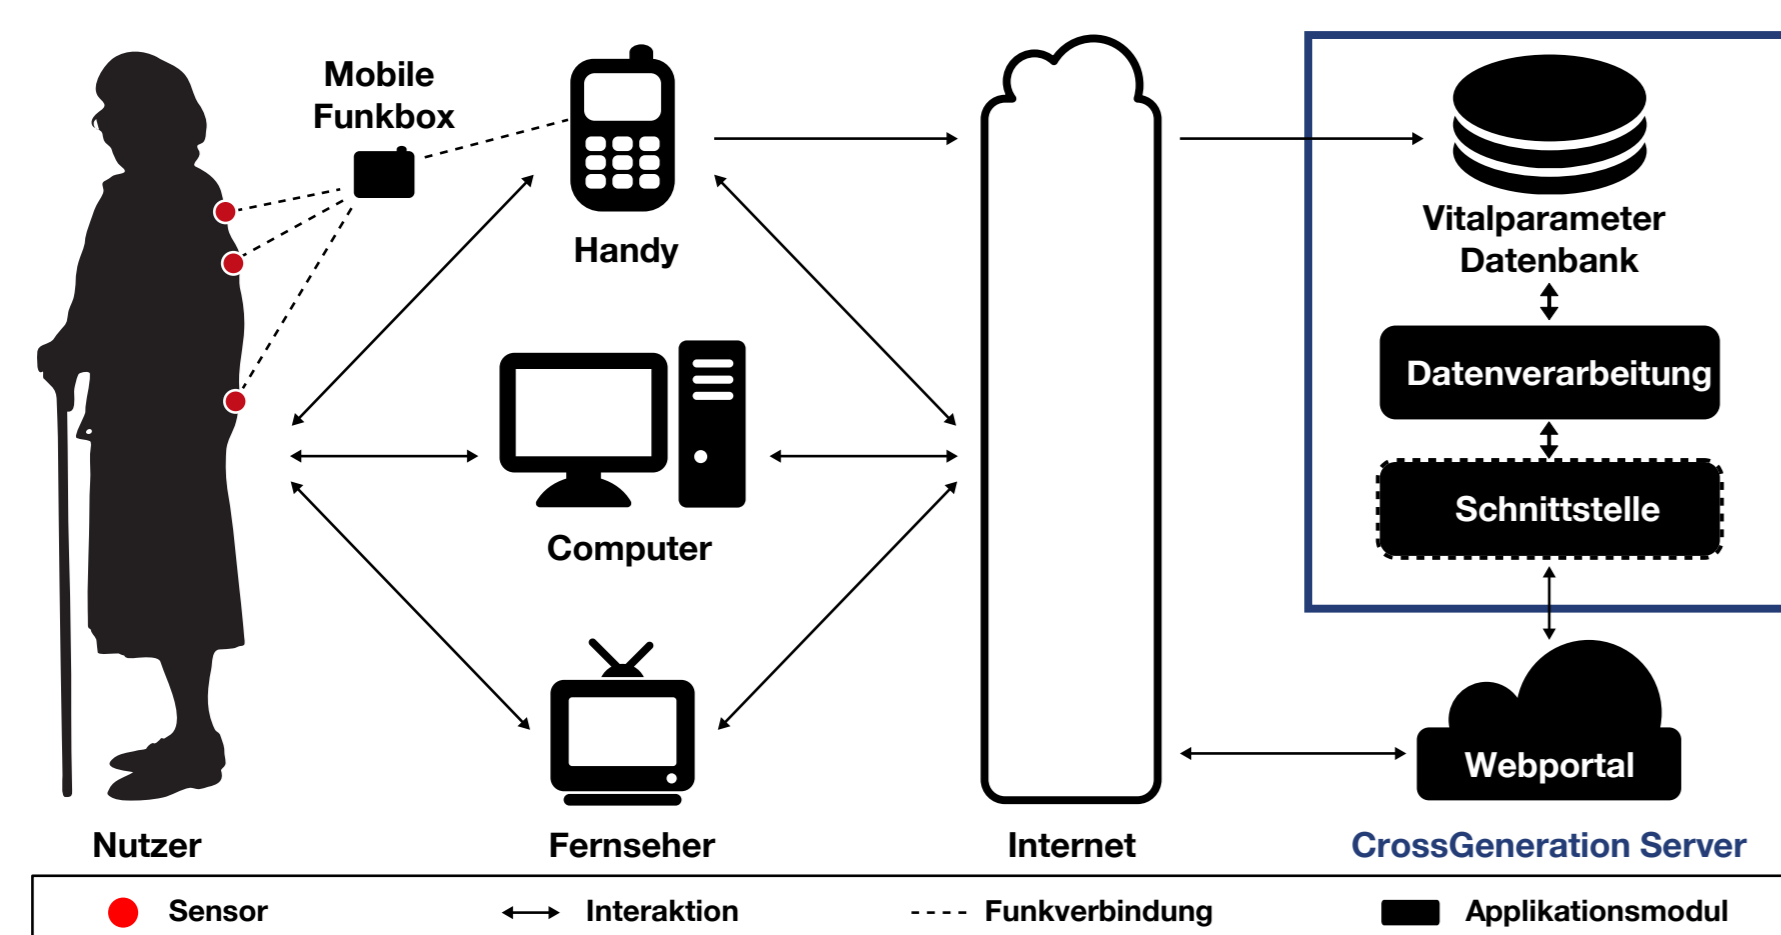 Mobile
Funkbox
Handy
Computer
Vitalparameter
Datenbank
Datenverarbeitung
Schnittstelle
Webportal
Nutzer
Fernseher
Internet
CrossGeneration Server
Sensor
Interaktion
Funkverbindung
Applikationsmodul